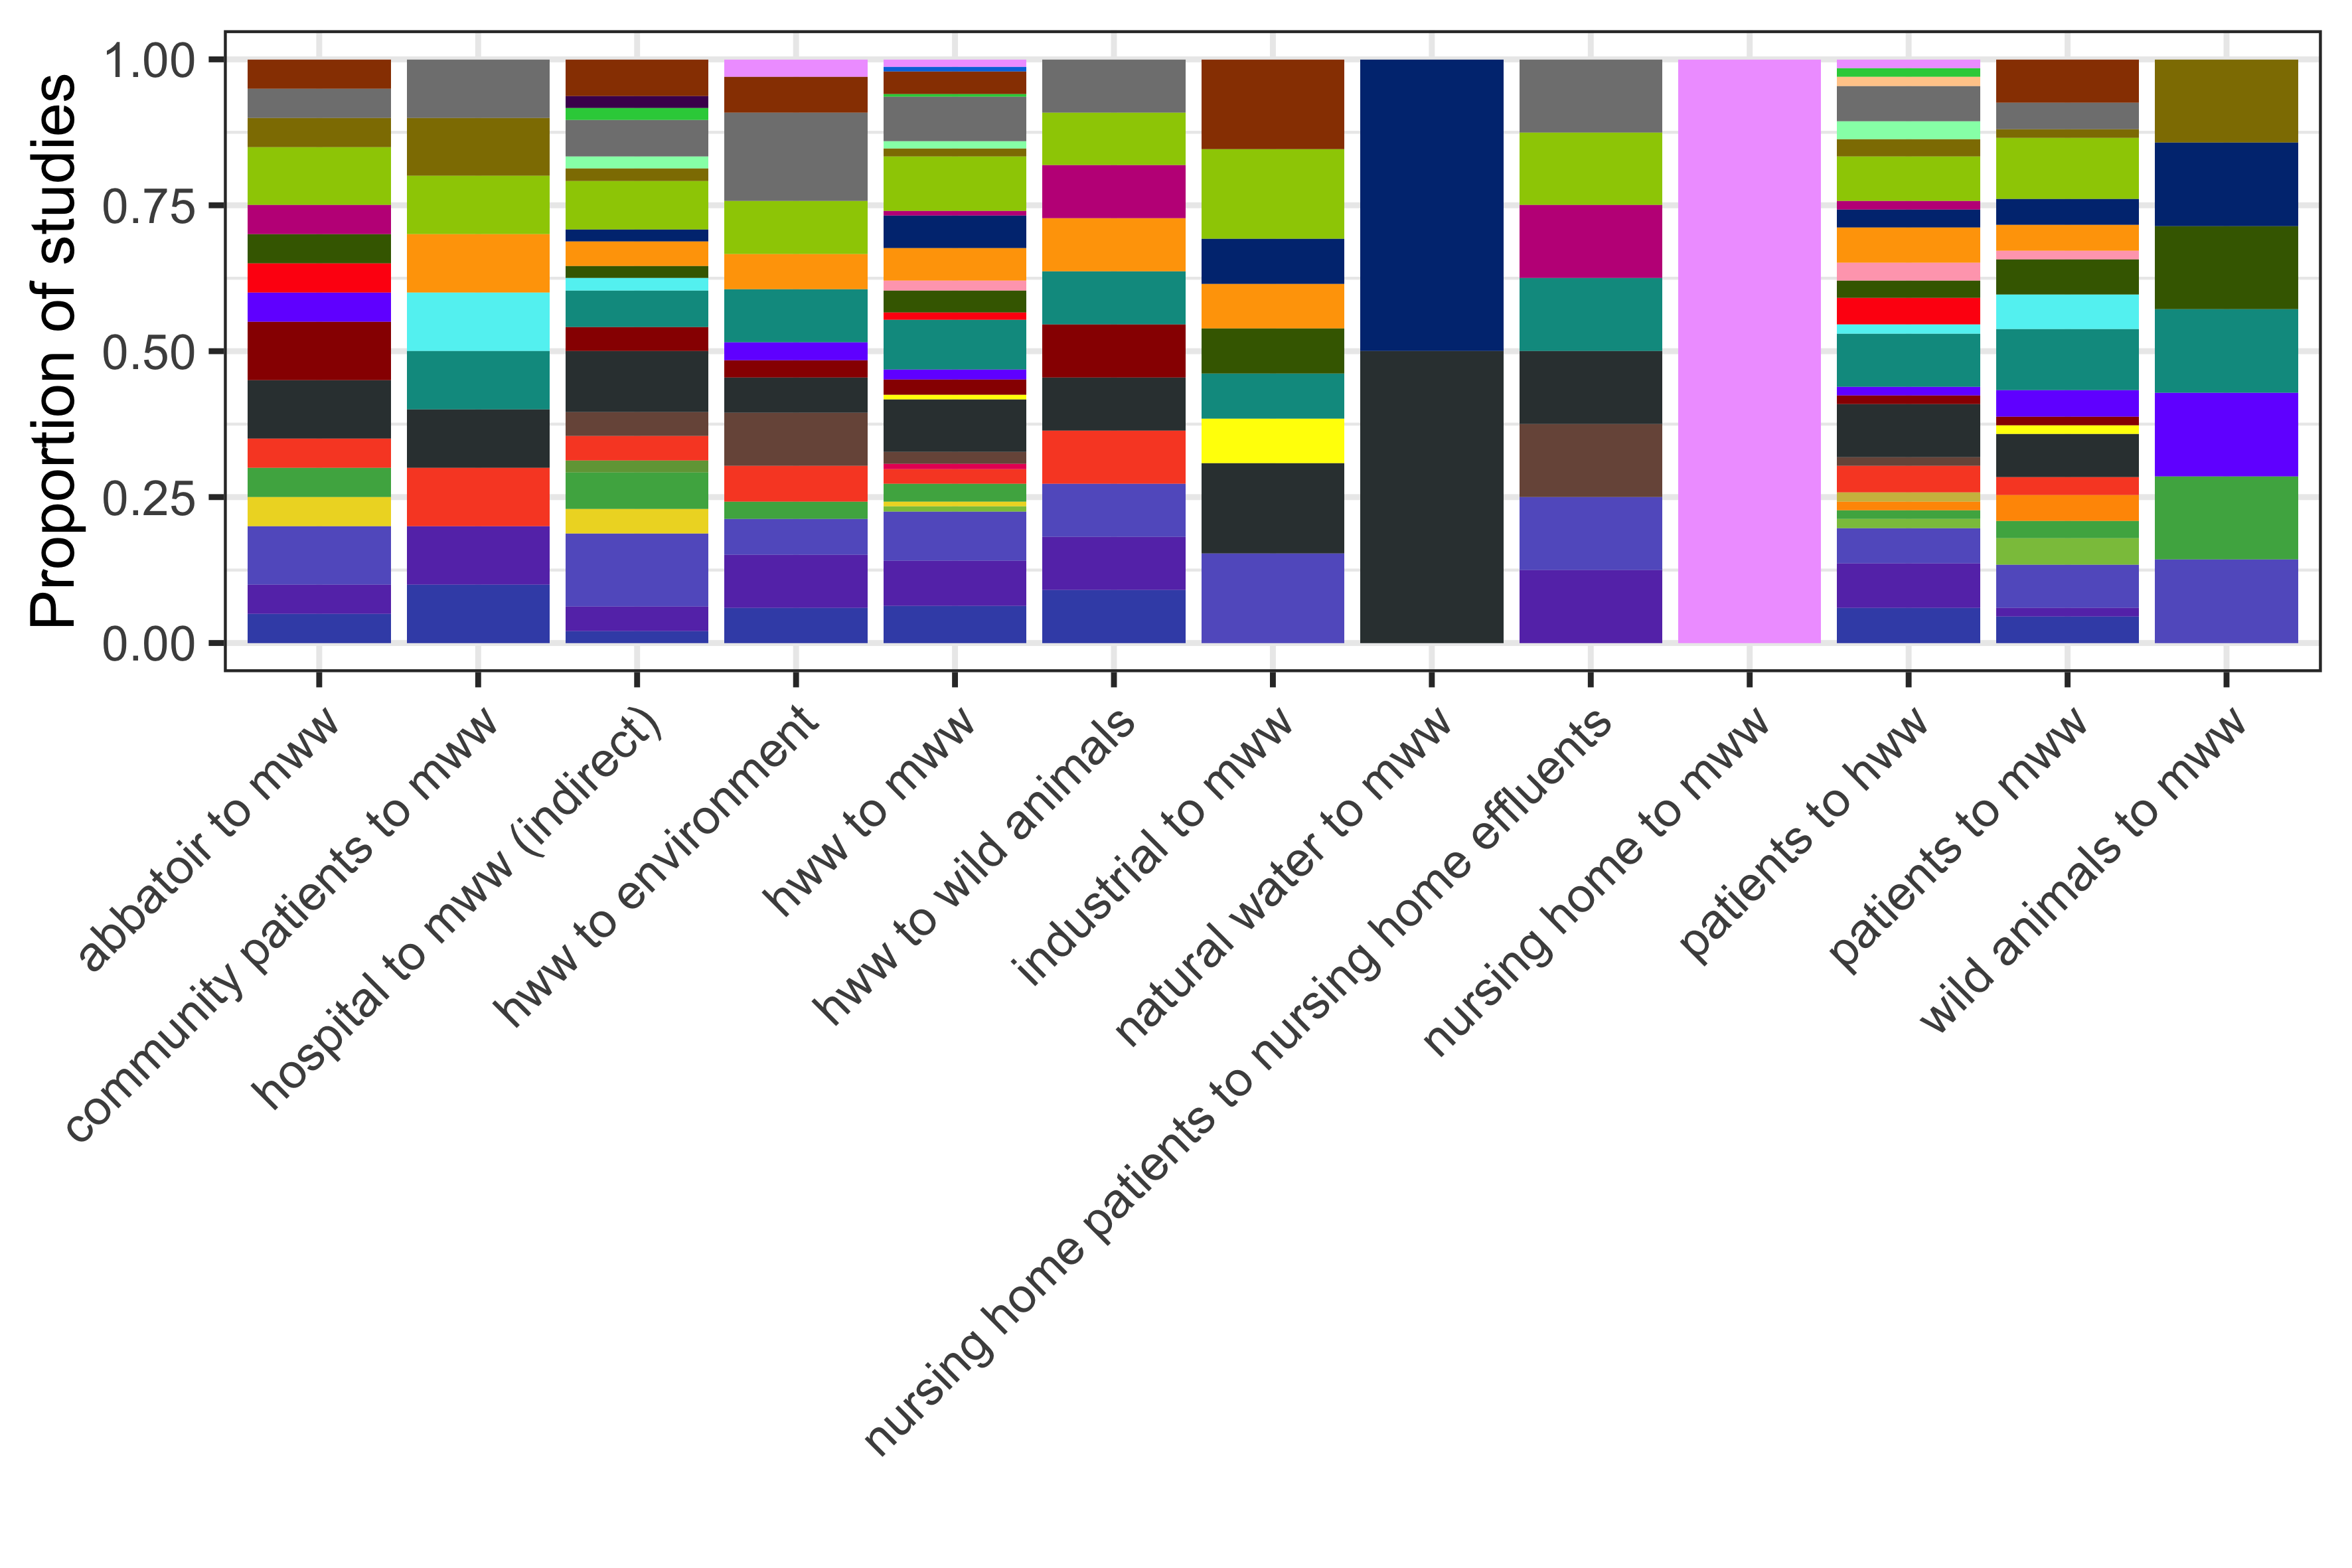 Proportion of studies
1.00
0.75
0.50
0.25
0.00
abbatoir to mww
community patients to mww
hospital to mww (indirect)
hww to environment
hww to mww
hww to wild animals
industrial to mww
natural water to mww
nursing home patients to nursing home effluents
nursing home to mww
patients to hww
patients to mww
wild animals to mww